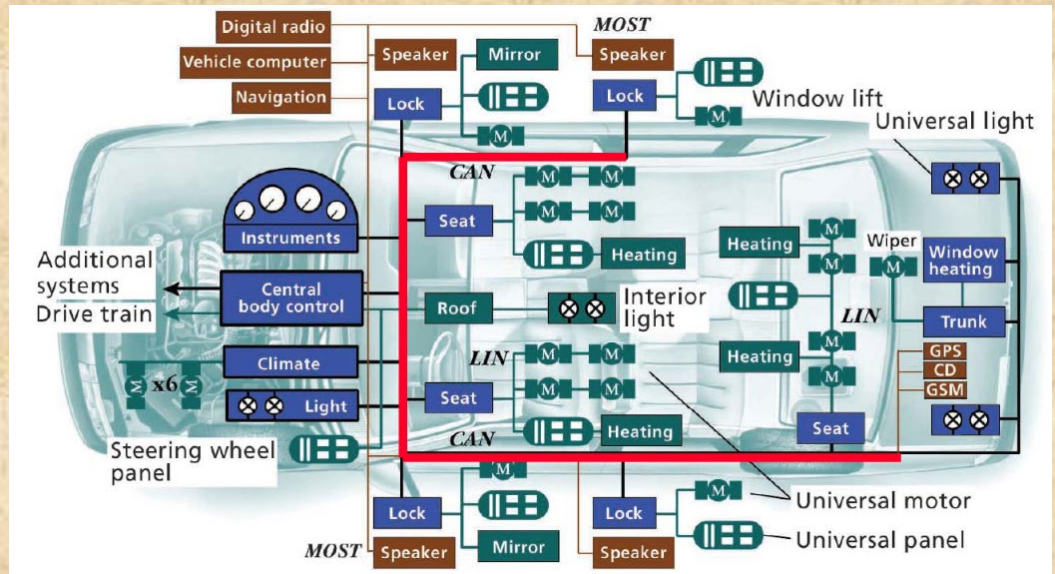 Digital radio
MOST
Speaker
Mirror
Speaker
Vehicle computer
Navigation
Lock
Lock
M
M
Window lift
Universal light
CAN
M
M
Seat
M
M
Instruments
Heating
Heating
M
M
Wiper
M
Window
heating
Additional
systems
Drive train
Central
body control
Roof
Interior
light
LIN
Trunk
LIN
M
M
Heating
GPS
CD
GSM
Climate
x6
M
M
Seat
M
M
M
M
Light
CAN
Heating
Seat
Steering wheel
panel
M
M
Lock
Lock
Universal motor
MOST
Speaker
Mirror
Speaker
Universal panel